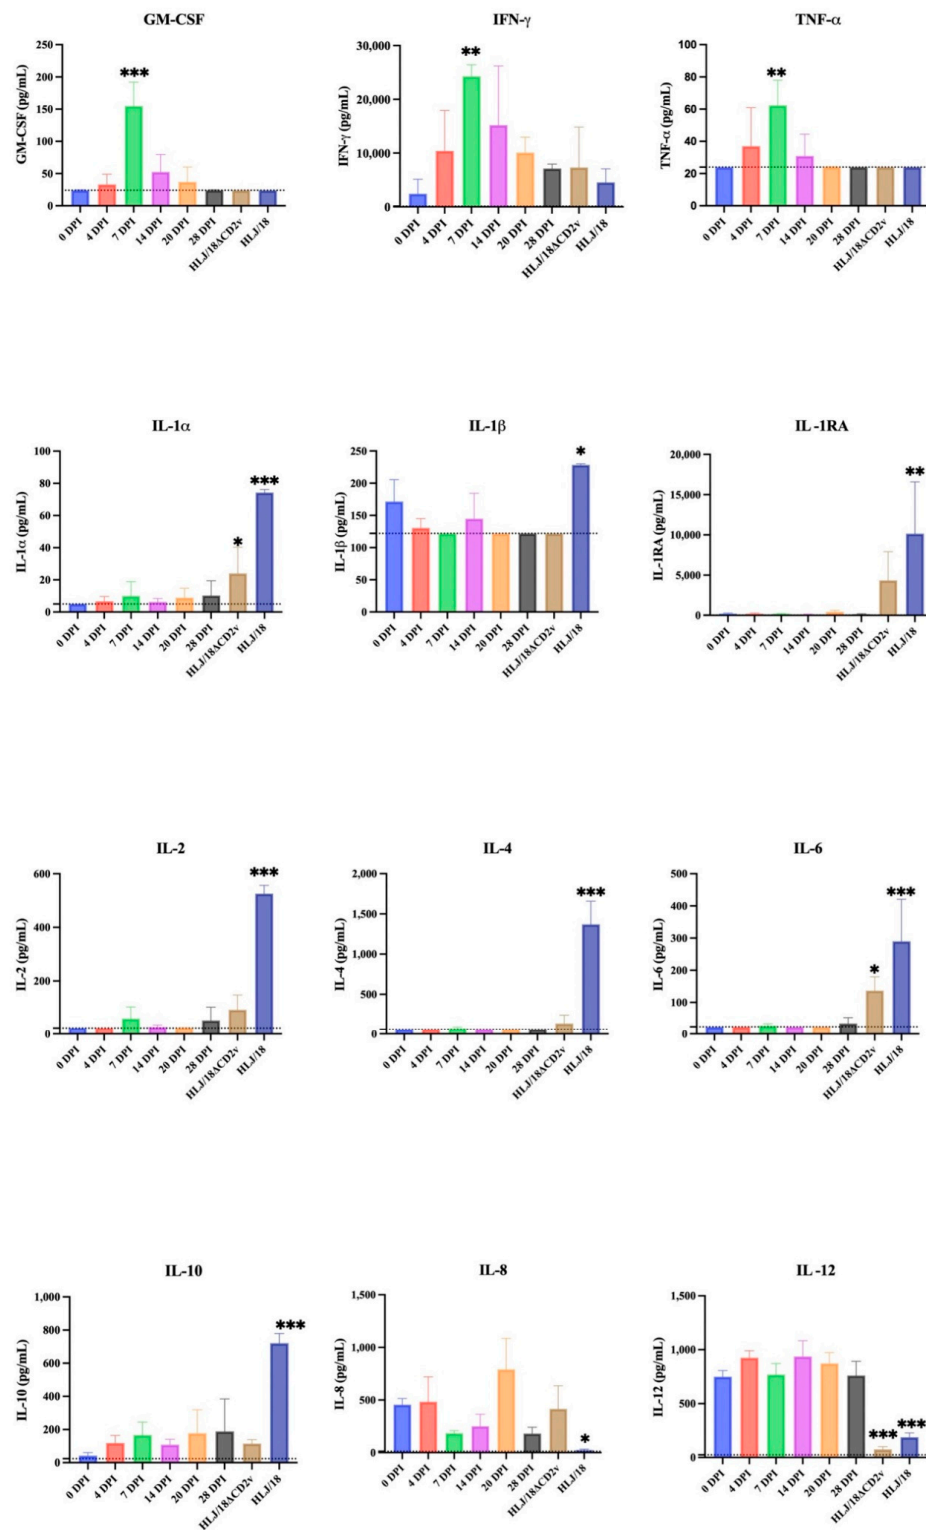 GM-CSF
IFN-γ
TNF-α
GM-CSF (pg/mL)
250
200
150
100
50
0
***
0 DPI
4 DPI
7 DPI
14 DPI
20 DPI
28 DPI
HLJ/18ΔCD2v
HLJ/18
IFN-γ (pg/mL)
30,000
20,000
10,000
0
**
0 DPI
4 DPI
7 DPI
14 DPI
20 DPI
28 DPI
HLJ/18ΔCD2v
HLJ/18
TNF-α (pg/mL)
100
80
60
40
20
0
**
0 DPI
4 DPI
7 DPI
14 DPI
20 DPI
28 DPI
HLJ/18ΔCD2v
HLJ/18
IL-1α
IL-1β
IL-1RA
IL-1α (pg/mL)
100
80
60
40
20
0
*
***
0 DPI
4 DPI
7 DPI
14 DPI
20 DPI
28 DPI
HLJ/18ΔCD2v
HLJ/18
IL-1β (pg/mL)
250
200
150
100
50
0
*
0 DPI
4 DPI
7 DPI
14 DPI
20 DPI
28 DPI
HLJ/18ΔCD2v
HLJ/18
IL-1RA (pg/mL)
20,000
15,000
10,000
5,000
0
**
0 DPI
4 DPI
7 DPI
14 DPI
20 DPI
28 DPI
HLJ/18ΔCD2v
HLJ/18
IL-2
IL-4
IL-6
IL-2 (pg/mL)
600
400
200
0
***
0 DPI
4 DPI
7 DPI
14 DPI
20 DPI
28 DPI
HLJ/18ΔCD2v
HLJ/18
IL-4 (pg/mL)
2,000
1,500
1,000
500
0
***
0 DPI
4 DPI
7 DPI
14 DPI
20 DPI
28 DPI
HLJ/18ΔCD2v
HLJ/18
IL-6 (pg/mL)
500
400
300
200
100
0
*
***
0 DPI
4 DPI
7 DPI
14 DPI
20 DPI
28 DPI
HLJ/18ΔCD2v
HLJ/18
IL-10
IL-8
IL-12
IL-10 (pg/mL)
1,000
800
600
400
200
0
***
0 DPI
4 DPI
7 DPI
14 DPI
20 DPI
28 DPI
HLJ/18ΔCD2v
HLJ/18
IL-8 (pg/mL)
1,500
1,000
500
0
*
0 DPI
4 DPI
7 DPI
14 DPI
20 DPI
28 DPI
HLJ/18ΔCD2v
HLJ/18
IL-12 (pg/mL)
1,500
1,000
500
0
***
***
0 DPI
4 DPI
7 DPI
14 DPI
20 DPI
28 DPI
HLJ/18ΔCD2v
HLJ/18